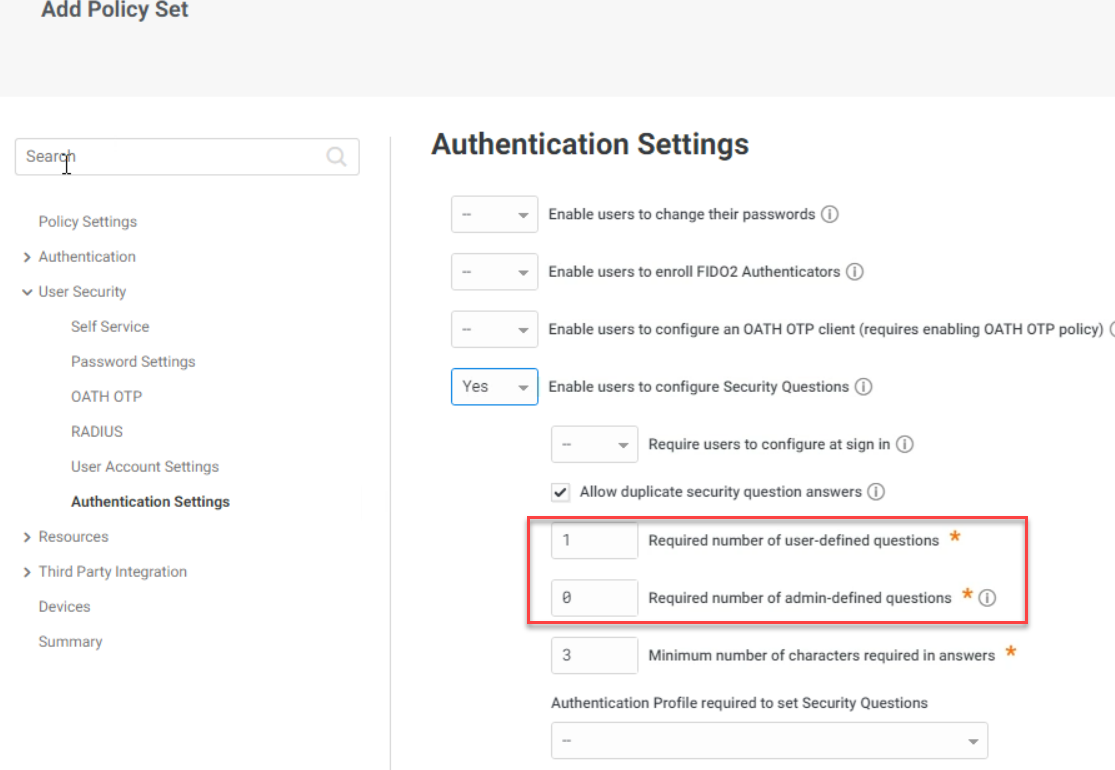 Add Policy Set
Search
Policy Settings
Authentication
User Security
Self Service
Password Settings
OATH OTP
RADIUS
User Account Settings
Authentication Settings
Resources
Third Party Integration
Devices
Summary
Authentication Settings
-- Enable users to change their passwords
-- Enable users to enroll FIDO2 Authenticators
-- Enable users to configure an OATH OTP client (requires enabling OATH OTP policy)
Yes Enable users to configure Security Questions
-- Require users to configure at sign in
Allow duplicate security question answers
1 Required number of user-defined questions *
0 Required number of admin-defined questions *
3 Minimum number of characters required in answers *
Authentication Profile required to set Security Questions
--